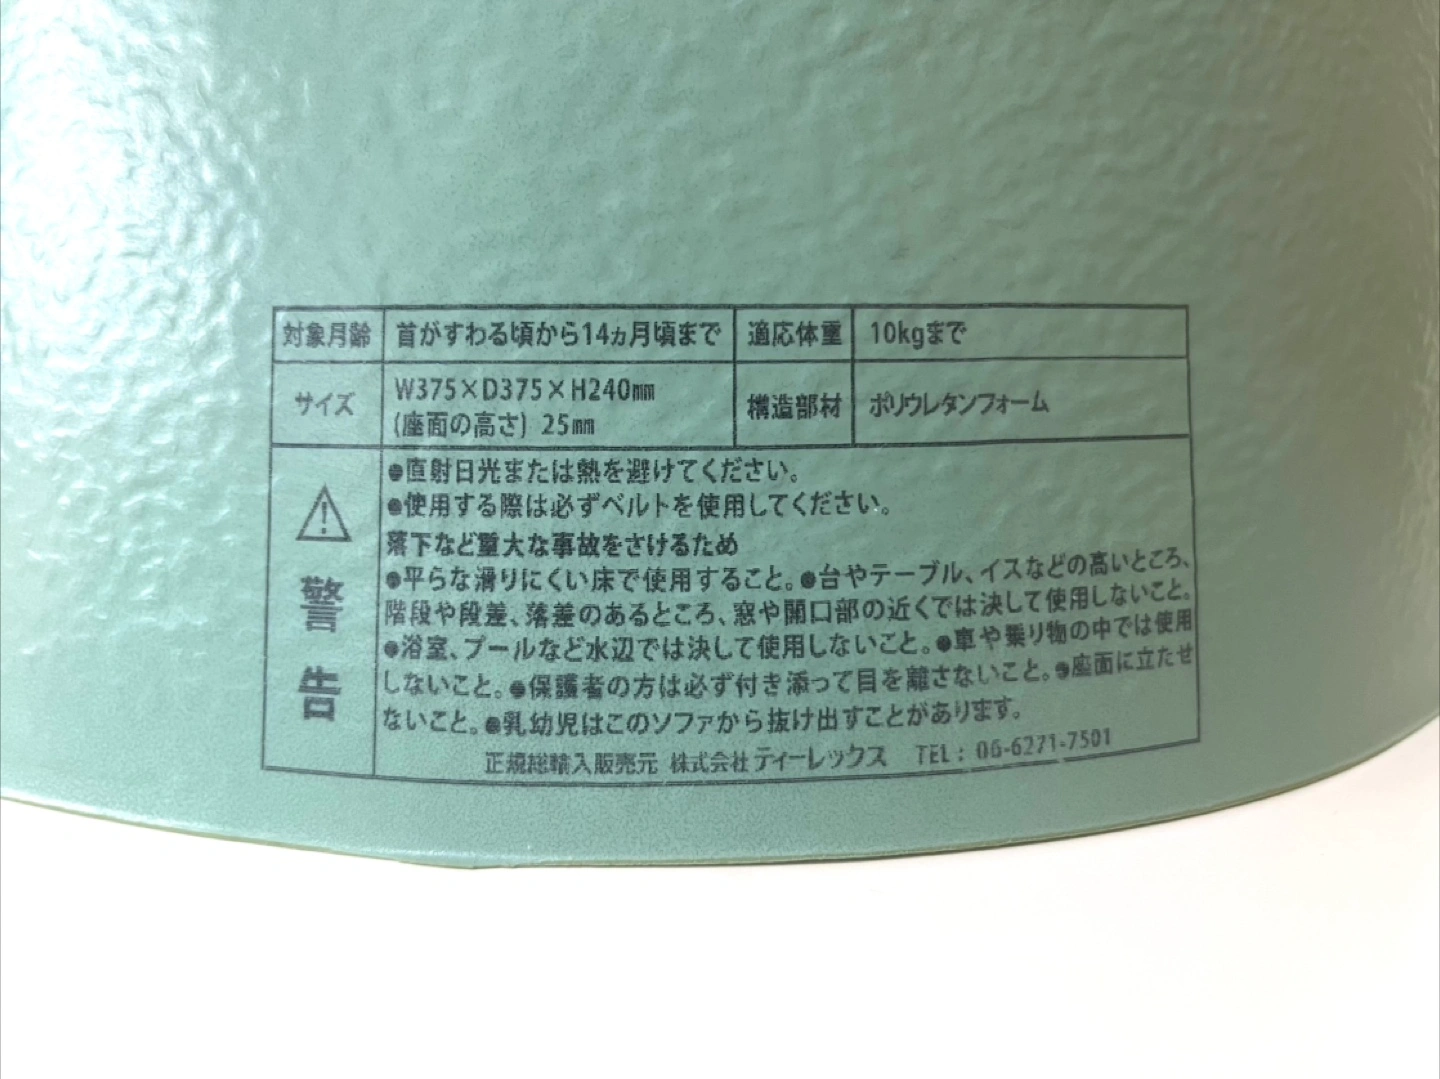 対象月齢 首がすわる頃から14ヵ月頃まで 適応体重 10kgまで
サイズ W375×D375×H240㎜
(座面の高さ) 25㎜
構造部材 ポリウレタンフォーム
⚠
警
告
●直射日光または熱を避けてください。
●使用する際は必ずベルトを使用してください。
落下など重大な事故をさけるため
●平らな滑りにくい床で使用すること。●台やテーブル、イスなどの高いところ、
階段や段差、落差のあるところ、窓や開口部の近くでは決して使用しないこと。
●浴室、プールなど水辺では決して使用しないこと。●車や乗り物の中では使用
しないこと。●保護者の方は必ず付き添って目を離さないこと。●座面に立たせ
ないこと。●乳幼児はこのソファから抜け出すことがあります。
正規総輸入販売元 株式会社ティーレックス TEL: 06-6271-7501